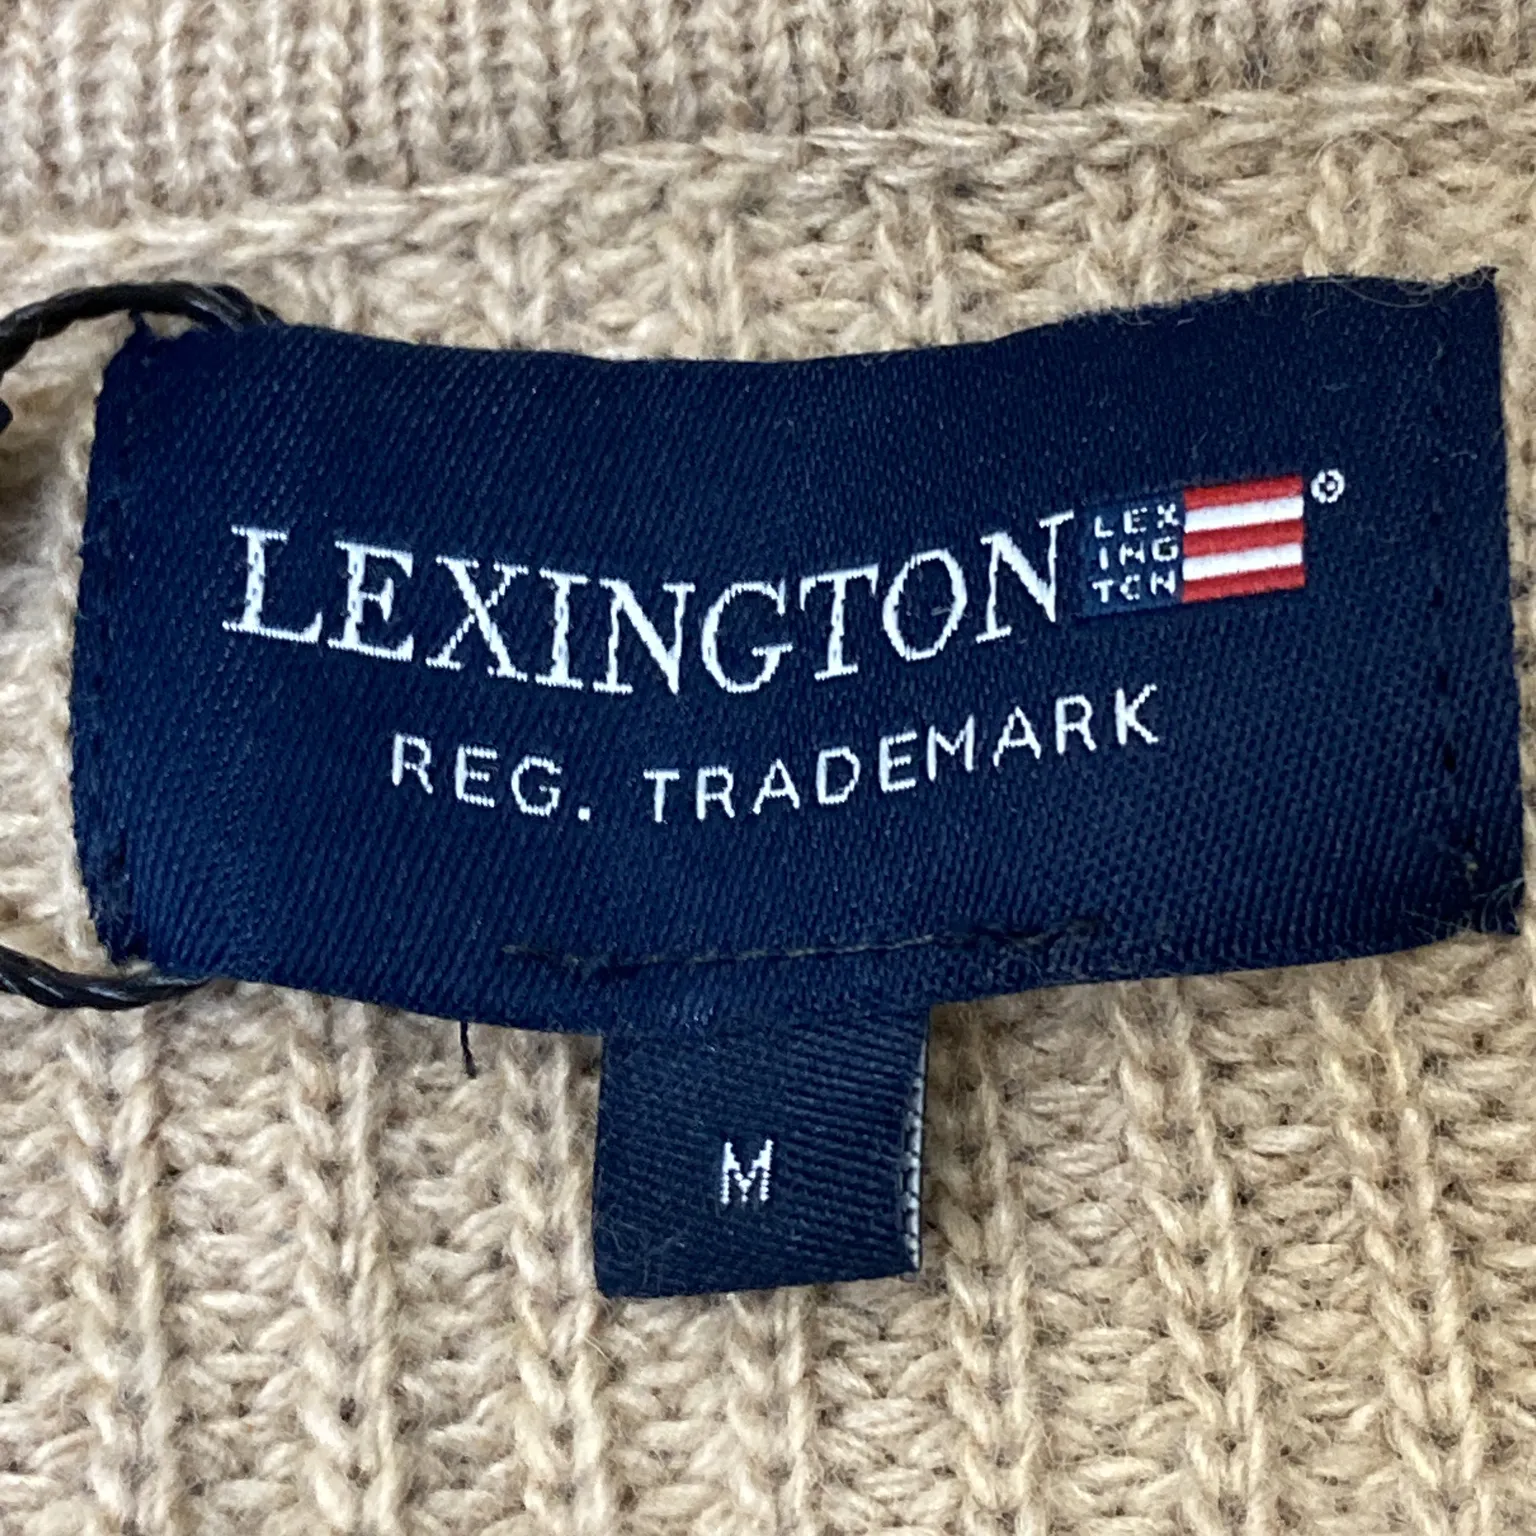 LEXINGTON
LEX
ING
TON
®
REG. TRADEMARK
M